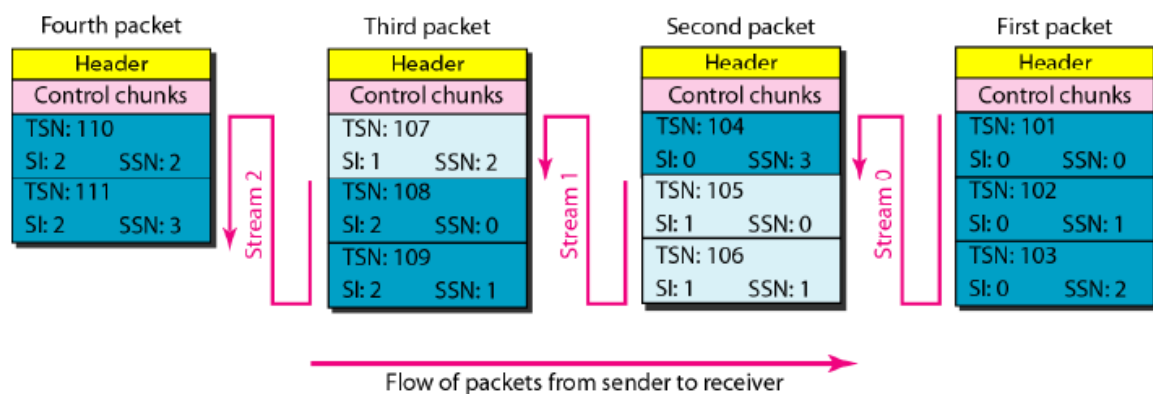 Fourth packet
Header
Control chunks
TSN: 110
SI: 2 SSN: 2
TSN: 111
SI: 2 SSN: 3
Stream 2
Third packet
Header
Control chunks
TSN: 107
SI: 1 SSN: 2
TSN: 108
SI: 2 SSN: 0
TSN: 109
SI: 2 SSN: 1
Stream 1
Second packet
Header
Control chunks
TSN: 104
SI: 0 SSN: 3
TSN: 105
SI: 1 SSN: 0
TSN: 106
SI: 1 SSN: 1
Stream 0
First packet
Header
Control chunks
TSN: 101
SI: 0 SSN: 0
TSN: 102
SI: 0 SSN: 1
TSN: 103
SI: 0 SSN: 2
Flow of packets from sender to receiver